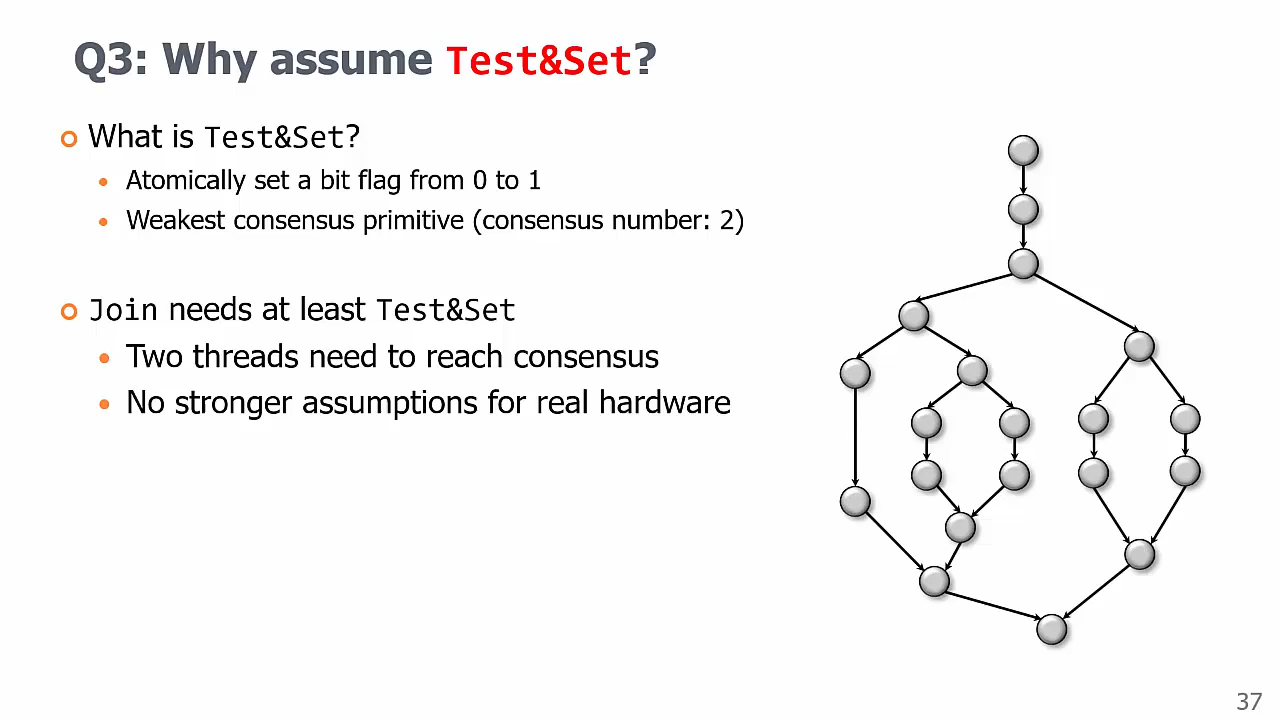 Q3: Why assume Test&Set?
What is Test&Set?
Atomically set a bit flag from 0 to 1
Weakest consensus primitive (consensus number: 2)
Join needs at least Test&Set
Two threads need to reach consensus
No stronger assumptions for real hardware
37